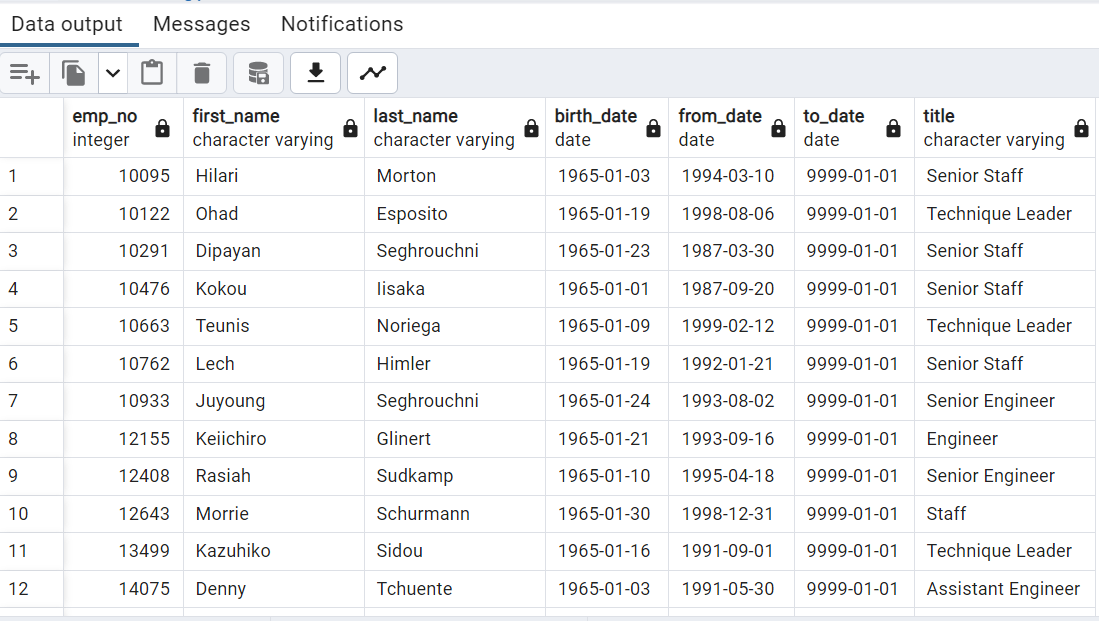 Data output Messages Notifications
emp_no first_name last_name birth_date from_date to_date title
integer character varying character varying date date date character varying
1 10095 Hilari Morton 1965-01-03 1994-03-10 9999-01-01 Senior Staff
2 10122 Ohad Esposito 1965-01-19 1998-08-06 9999-01-01 Technique Leader
3 10291 Dipayan Seghrouchni 1965-01-23 1987-03-30 9999-01-01 Senior Staff
4 10476 Kokou Iisaka 1965-01-01 1987-09-20 9999-01-01 Senior Staff
5 10663 Teunis Noriega 1965-01-09 1999-02-12 9999-01-01 Technique Leader
6 10762 Lech Himler 1965-01-19 1992-01-21 9999-01-01 Senior Staff
7 10933 Juyoung Seghrouchni 1965-01-24 1993-08-02 9999-01-01 Senior Engineer
8 12155 Keiichiro Glinert 1965-01-21 1993-09-16 9999-01-01 Engineer
9 12408 Rasiah Sudkamp 1965-01-10 1995-04-18 9999-01-01 Senior Engineer
10 12643 Morrie Schurmann 1965-01-30 1998-12-31 9999-01-01 Staff
11 13499 Kazuhiko Sidou 1965-01-16 1991-09-01 9999-01-01 Technique Leader
12 14075 Denny Tchuente 1965-01-03 1991-05-30 9999-01-01 Assistant Engineer